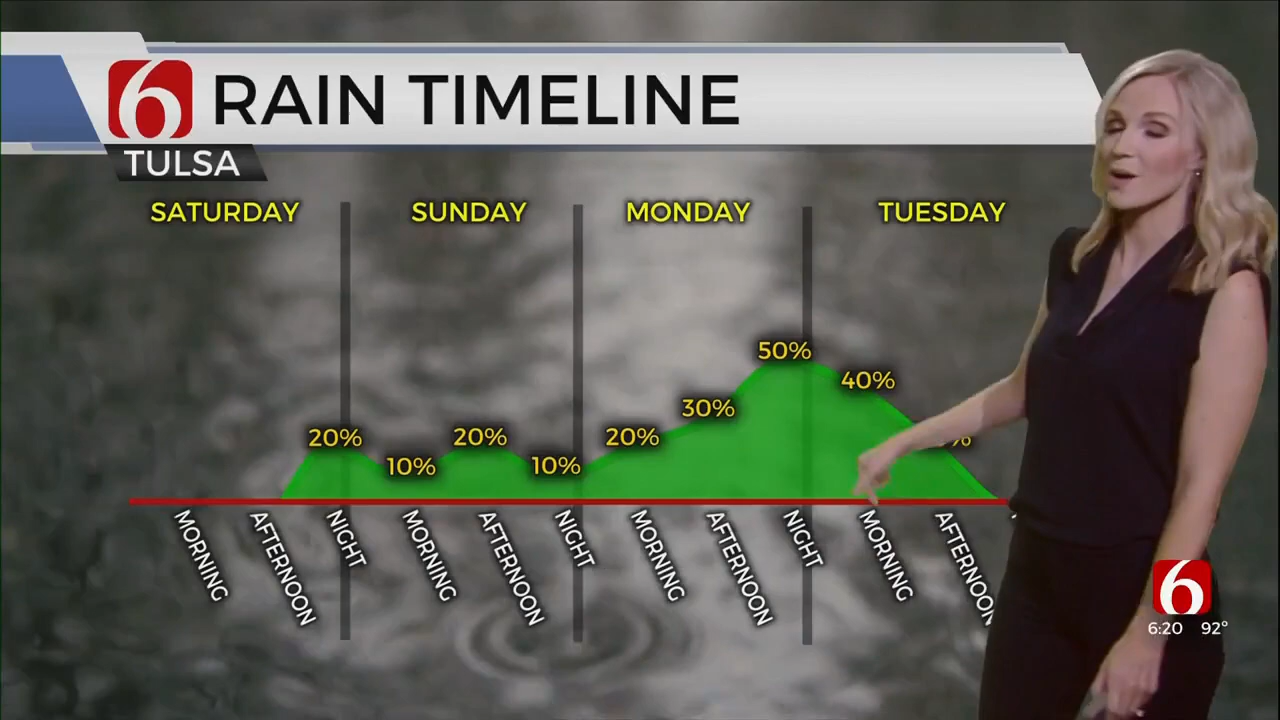 6 RAIN TIMELINE
TULSA
SATURDAY SUNDAY MONDAY TUESDAY
50%
40%
30%
20% 20% 20% %
10% 10%
MORNING AFTERNOON NIGHT MORNING AFTERNOON NIGHT MORNING AFTERNOON NIGHT MORNING AFTERNOON
6
6:20 92°